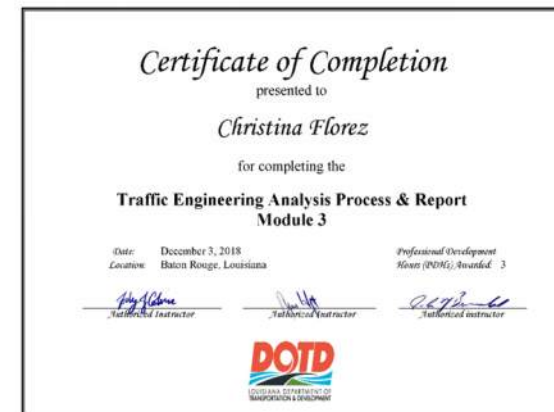 Certificate of Completion
presented to
Christina Florez
for completing the
Traffic Engineering Analysis Process & Report
Module 3
Date: December 3, 2018
Location: Baton Rouge, Louisiana
Professional Development
Hours (PDHs) Awarded: 3
Authorized Instructor
Authorized Instructor
Authorized instructor
DOTD
LOUISIANA DEPARTMENT OF
TRANSPORTATION & DEVELOPMENT